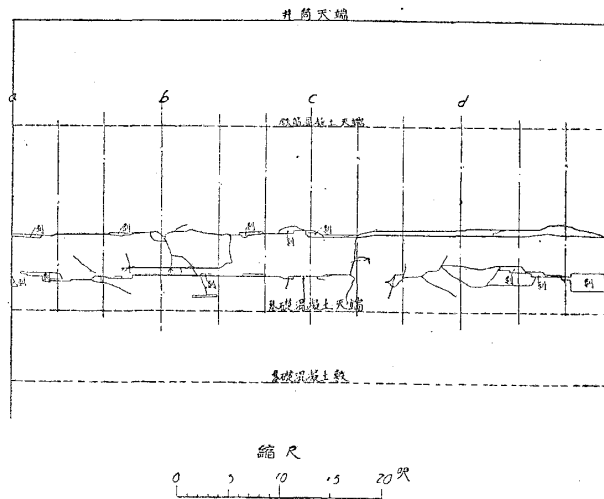 井筒天端
a b c d
鉄筋混凝土天端
剥 剥 剥 剥
剥
剥 剥 剥 剥 剥 剥
基礎混凝土天端
基礎混凝土敷
縮尺
0 5 10 15 20 呎